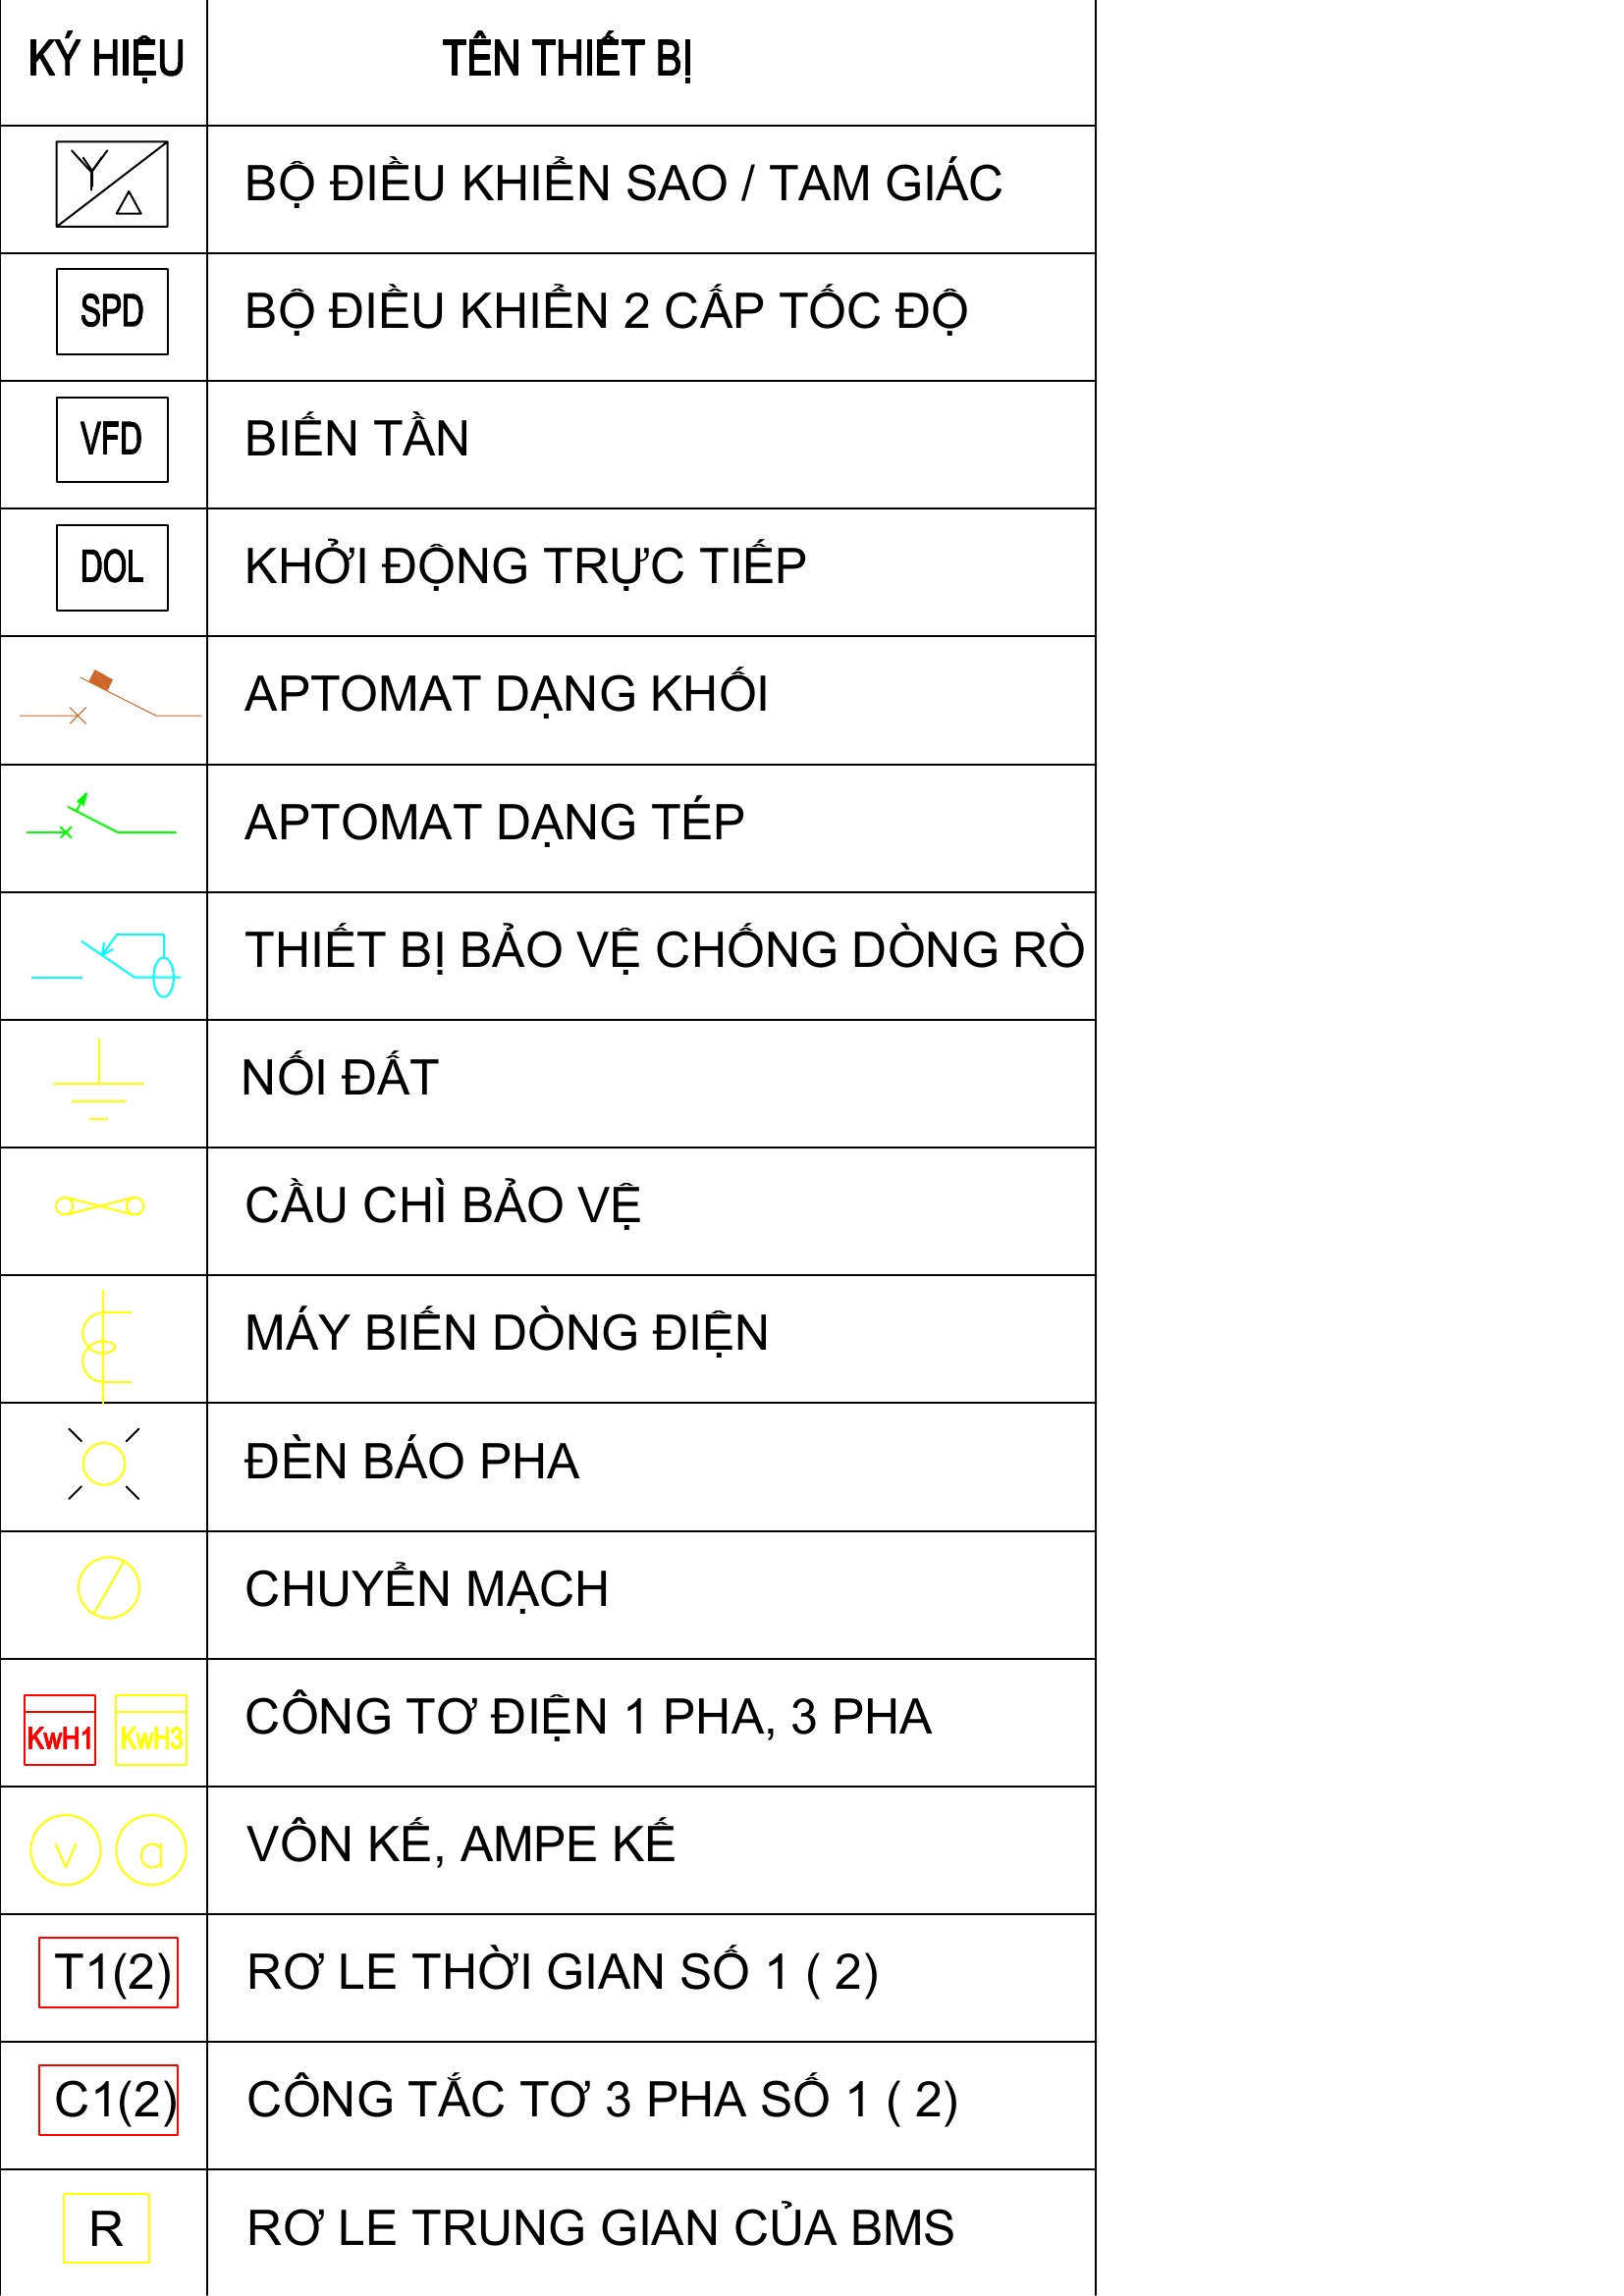 KÝ HIỆU TÊN THIẾT BỊ
BỘ ĐIỀU KHIỂN SAO / TAM GIÁC
SPD BỘ ĐIỀU KHIỂN 2 CẤP TỐC ĐỘ
VFD BIẾN TẦN
DOL KHỞI ĐỘNG TRỰC TIẾP
APTOMAT DẠNG KHỐI
APTOMAT DẠNG TÉP
THIẾT BỊ BẢO VỆ CHỐNG DÒNG RÒ
NỐI ĐẤT
CẦU CHÌ BẢO VỆ
MÁY BIẾN DÒNG ĐIỆN
ĐÈN BÁO PHA
CHUYỂN MẠCH
KwH1 KwH3 CÔNG TƠ ĐIỆN 1 PHA, 3 PHA
v a VÔN KẾ, AMPE KẾ
T1(2) RƠ LE THỜI GIAN SỐ 1 ( 2)
C1(2) CÔNG TẮC TƠ 3 PHA SỐ 1 ( 2)
R RƠ LE TRUNG GIAN CỦA BMS